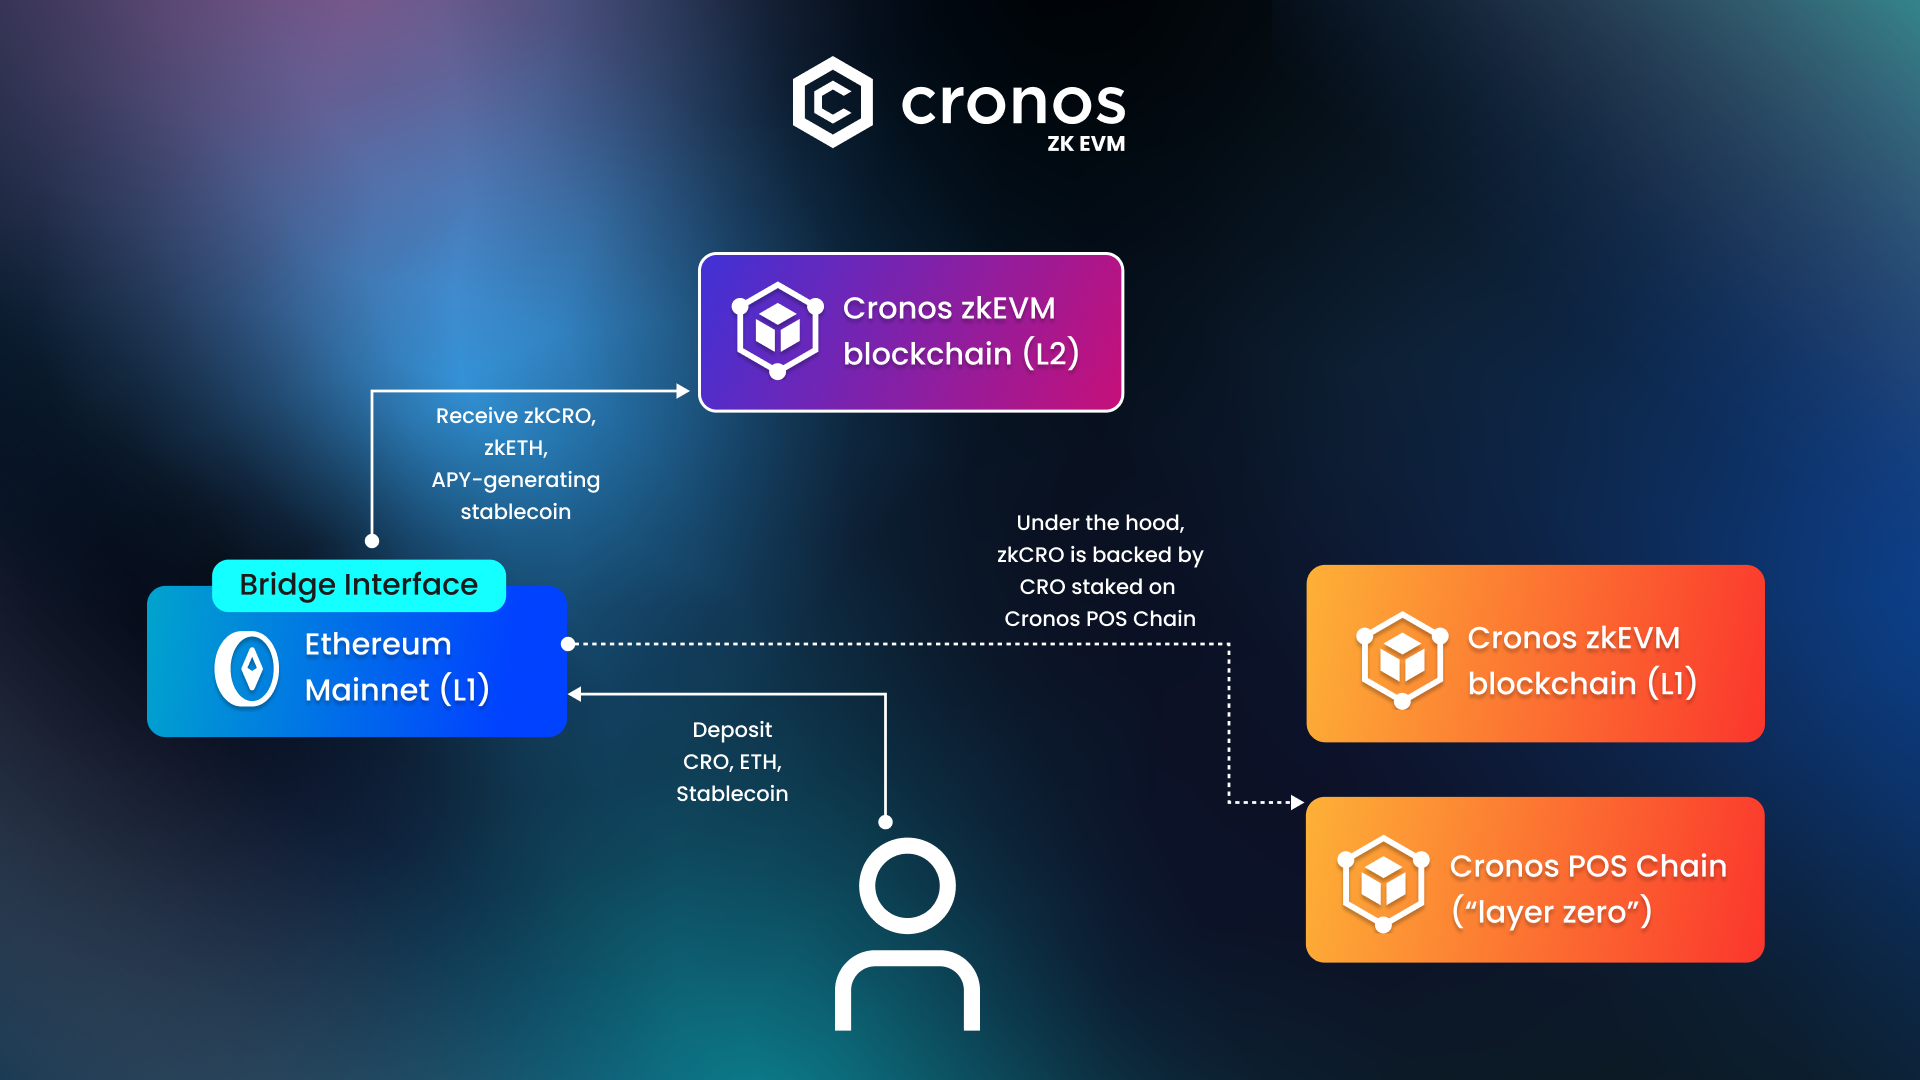 cronos
ZK EVM
Cronos zkEVM
blockchain (L2)
Receive zkCRO,
zkETH,
APY-generating
stablecoin
Under the hood,
zkCRO is backed by
CRO staked on
Cronos POS Chain
Bridge Interface
Ethereum
Mainnet (L1)
Cronos zkEVM
blockchain (L1)
Deposit
CRO, ETH,
Stablecoin
Cronos POS Chain
(“layer zero”)